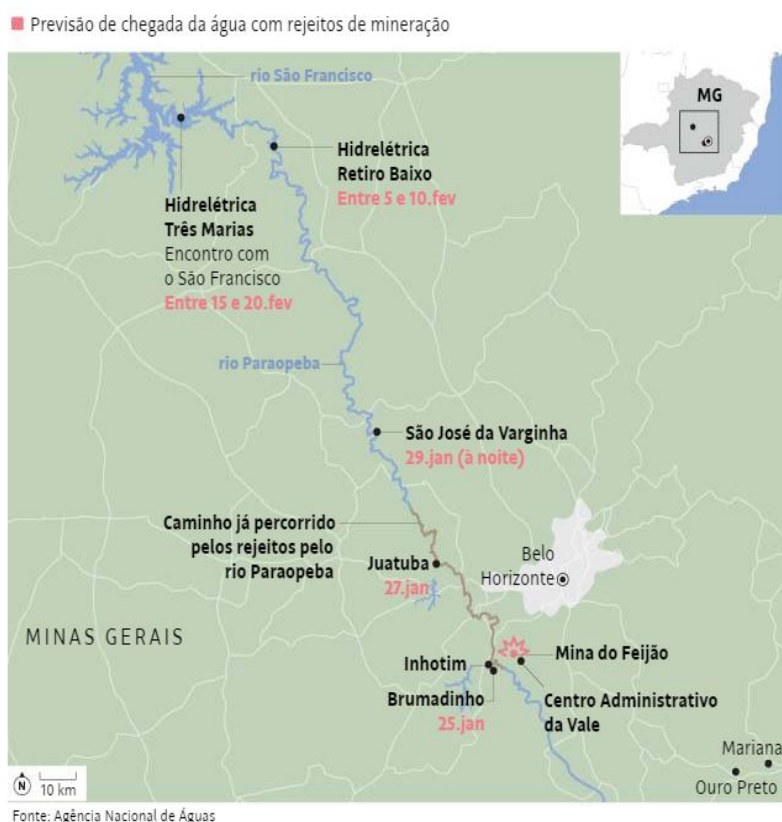 Previsão de chegada da água com rejeitos de mineração
rio São Francisco
MG
Hidrelétrica
Retiro Baixo
Entre 5 e 10.fev
Hidrelétrica
Três Marias
Encontro com
o São Francisco
Entre 15 e 20.fev
rio Paraopeba
São José da Varginha
29.jan (à noite)
Caminho já percorrido
pelos rejeitos pelo
rio Paraopeba
Juatuba
27.jan
Belo
Horizonte
MINAS GERAIS
Mina do Feijão
Inhotim
Brumadinho
25.jan
Centro Administrativo
da Vale
Mariana
Ouro Preto
N
10 km
Fonte: Agência Nacional de Águas